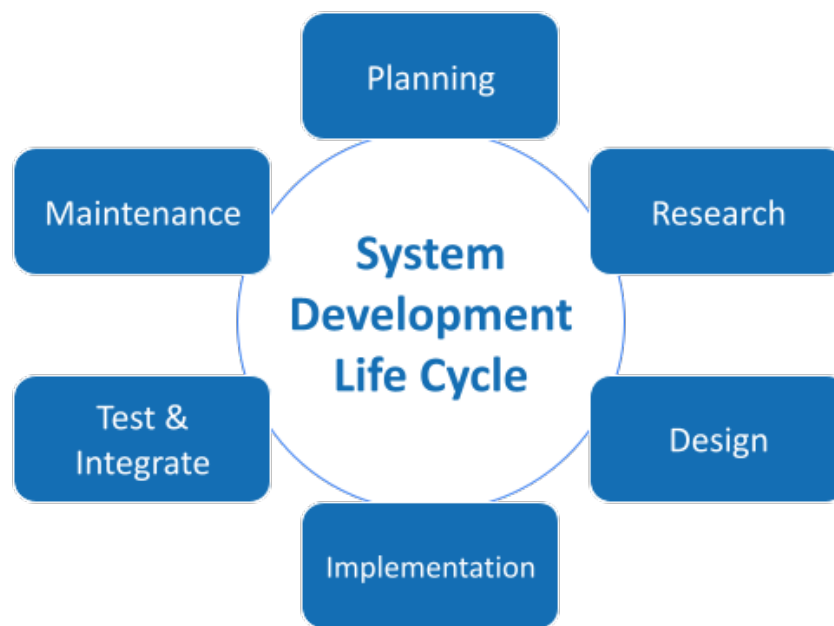 Planning
Research
Design
Implementation
Test &
Integrate
Maintenance
System
Development
Life Cycle